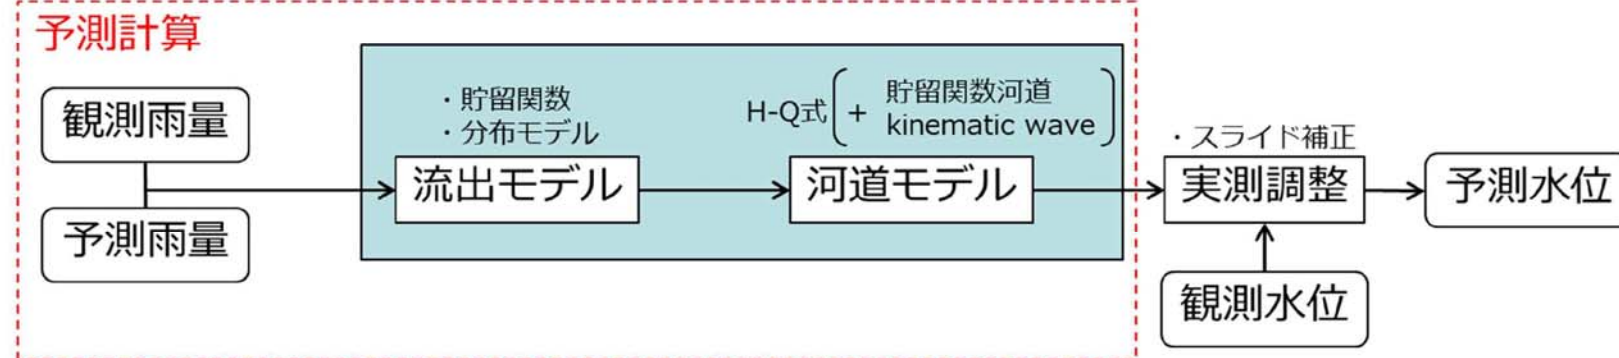 予測計算
観測雨量
予測雨量
・貯留関数
・分布モデル
流出モデル
H-Q式
+
貯留関数河道
kinematic wave
河道モデル
・スライド補正
実測調整
観測水位
予測水位